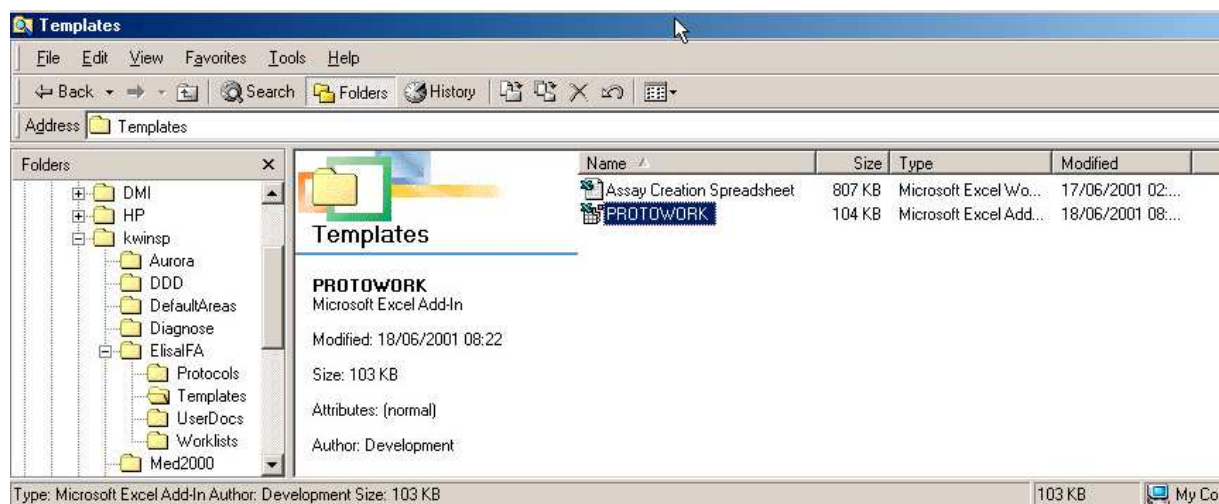 Templates
File Edit View Favorites Tools Help
Back Search Folders History
Address Templates
Folders
DMI
HP
kwinsp
Aurora
DDD
DefaultAreas
Diagnose
ElisaIFA
Protocols
Templates
UserDocs
Worklists
Med2000
Templates
PROTOWORK
Microsoft Excel Add-In
Modified: 18/06/2001 08:22
Size: 103 KB
Attributes: (normal)
Author: Development
Name Size Type Modified
Assay Creation Spreadsheet 807 KB Microsoft Excel Wo... 17/06/2001 02:...
PROTOWORK 104 KB Microsoft Excel Add... 18/06/2001 08:...
Type: Microsoft Excel Add-In Author: Development Size: 103 KB 103 KB My Co